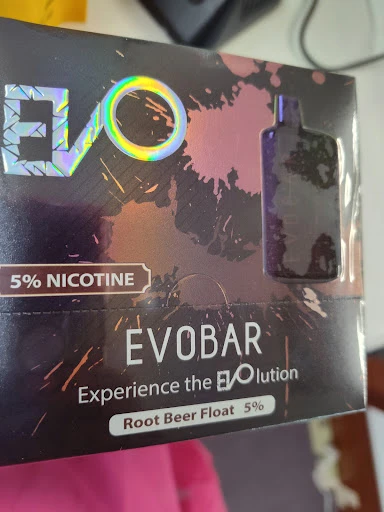 EVO
5% NICOTINE
EVOBAR
Experience the EVOlution
Root Beer Float 5%